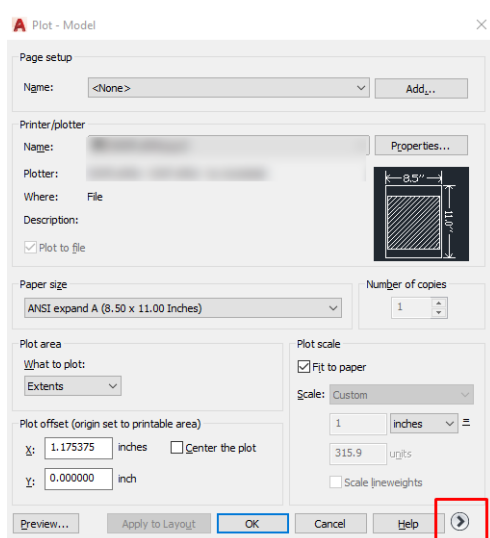 Plot - Model
Page setup
Name: <None> Add...
Printer/plotter
Name: Properties...
Plotter:
Where: File
Description:
Plot to file
8.5″
11.0″
Paper size
ANSI expand A (8.50 x 11.00 Inches)
Number of copies
1
Plot area
What to plot:
Extents
Plot scale
Fit to paper
Scale: Custom
1 inches =
315.9 units
Scale lineweights
Plot offset (origin set to printable area)
X: 1.175375 inches Center the plot
Y: 0.000000 inch
Preview... Apply to Layout OK Cancel Help